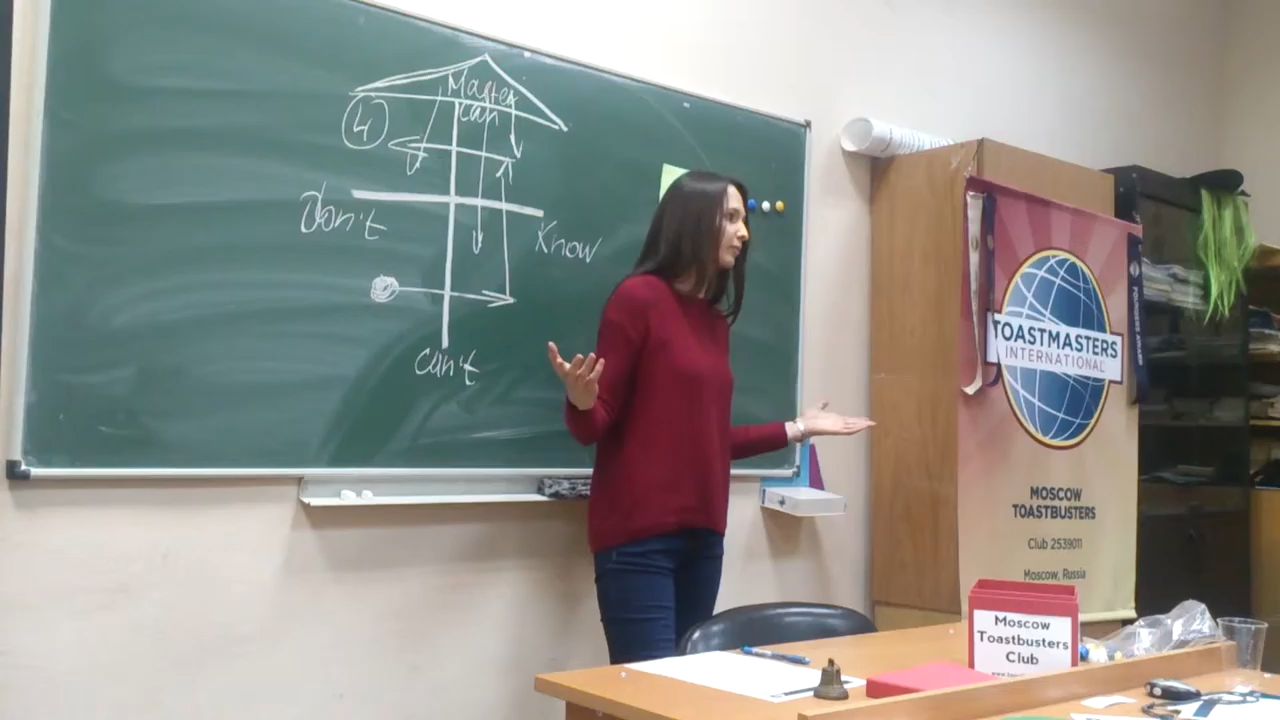 Master
can
4
Don't
Know
Can't
TOASTMASTERS
INTERNATIONAL
MOSCOW
TOASTBUSTERS
Club 2539011
Moscow, Russia
Moscow
Toastbusters
Club